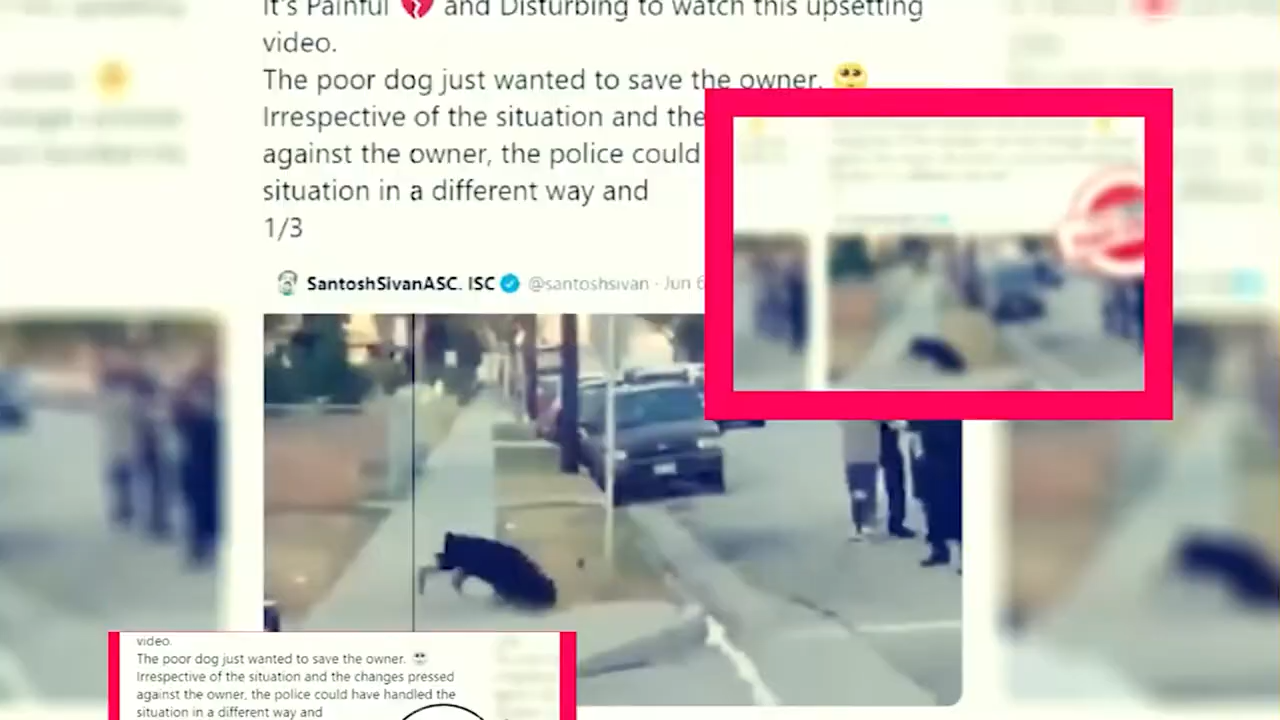 It's Painful 💔 and Disturbing to watch this upsetting
video.
The poor dog just wanted to save the owner. 🥺
Irrespective of the situation and the
against the owner, the police could
situation in a different way and
1/3
SantoshSivanASC. ISC @santoshsivan · Jun 6
video.
The poor dog just wanted to save the owner. 🥺
Irrespective of the situation and the changes pressed
against the owner, the police could have handled the
situation in a different way and